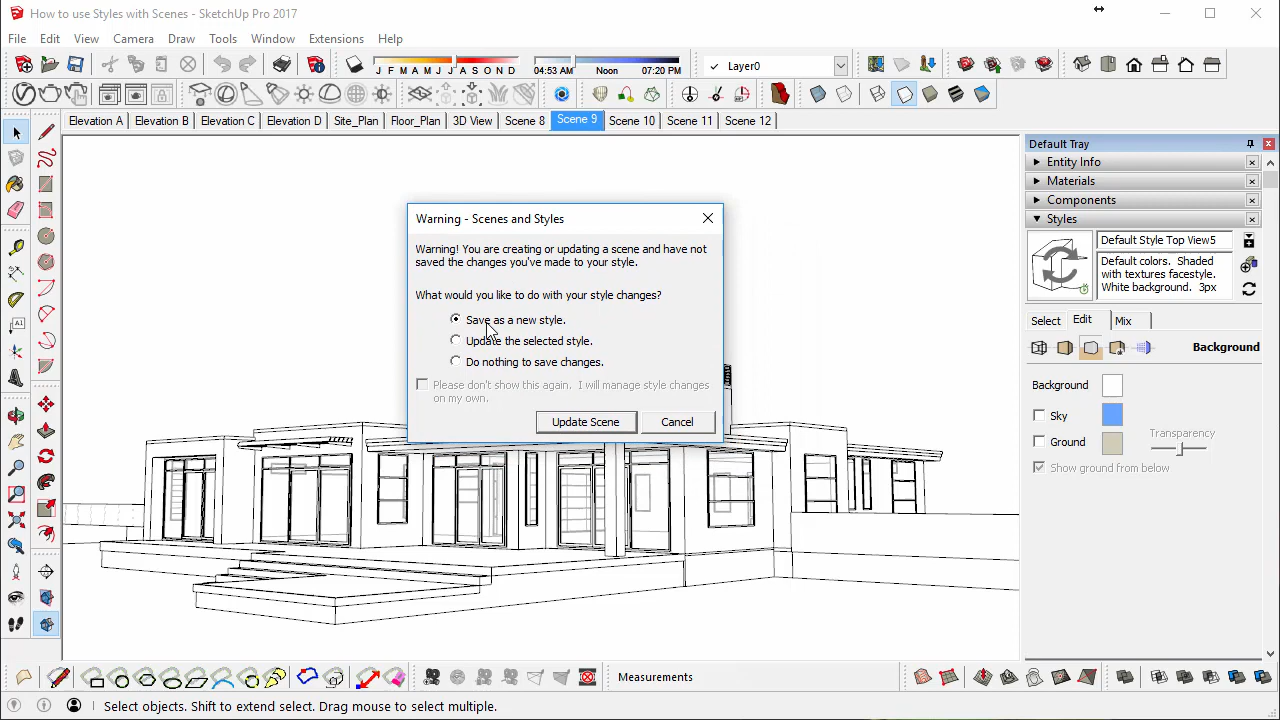 How to use Styles with Scenes - SketchUp Pro 2017
File Edit View Camera Draw Tools Window Extensions Help
J F M A M J J A S O N D 04:53 AM Noon 07:20 PM Layer0
Elevation A Elevation B Elevation C Elevation D Site_Plan Floor_Plan 3D View Scene 8 Scene 9 Scene 10 Scene 11 Scene 12
Default Tray
Entity Info
Materials
Components
Styles
Default Style Top View5
Default colors. Shaded
with textures facestyle.
White background. 3px
Select Edit Mix
Background
Background
Sky
Ground Transparency
Show ground from below
Warning - Scenes and Styles
Warning! You are creating or updating a scene and have not
saved the changes you've made to your style.
What would you like to do with your style changes?
Save as a new style.
Update the selected style.
Do nothing to save changes.
Please don't show this again. I will manage style changes
on my own.
Update Scene Cancel
A1
Measurements
Select objects. Shift to extend select. Drag mouse to select multiple.